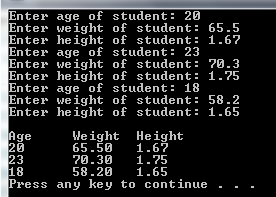 Enter age of student: 20
Enter weight of student: 65.5
Enter height of student: 1.67
Enter age of student: 23
Enter weight of student: 70.3
Enter height of student: 1.75
Enter age of student: 18
Enter weight of student: 58.2
Enter height of student: 1.65
Age Weight Height
20 65.50 1.67
23 70.30 1.75
18 58.20 1.65
Press any key to continue . . .